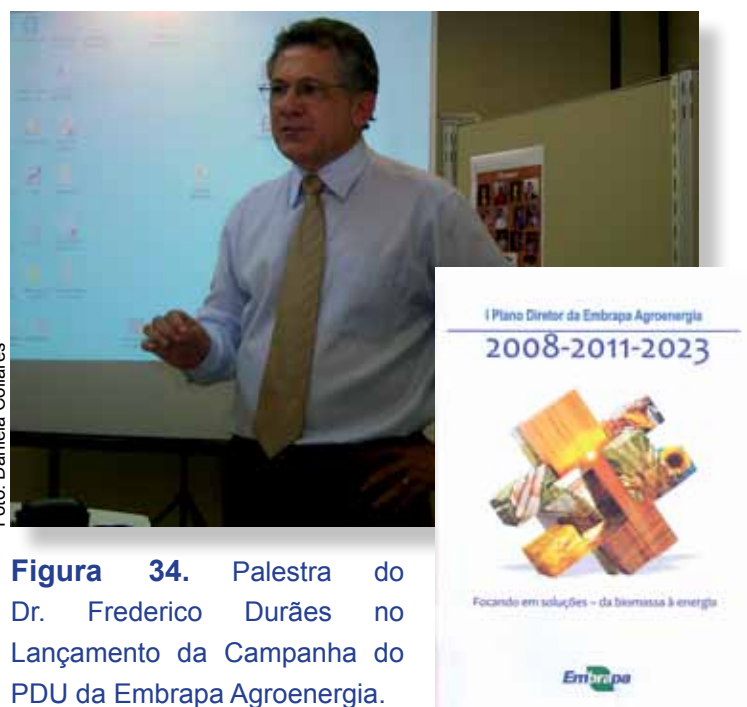 Foto: Daniela Collares
I Plano Diretor da Embrapa Agroenergia
2008-2011-2023
Focando em soluções – da biomassa à energia
Embrapa
Figura 34. Palestra do
Dr. Frederico Durães no
Lançamento da Campanha do
PDU da Embrapa Agroenergia.